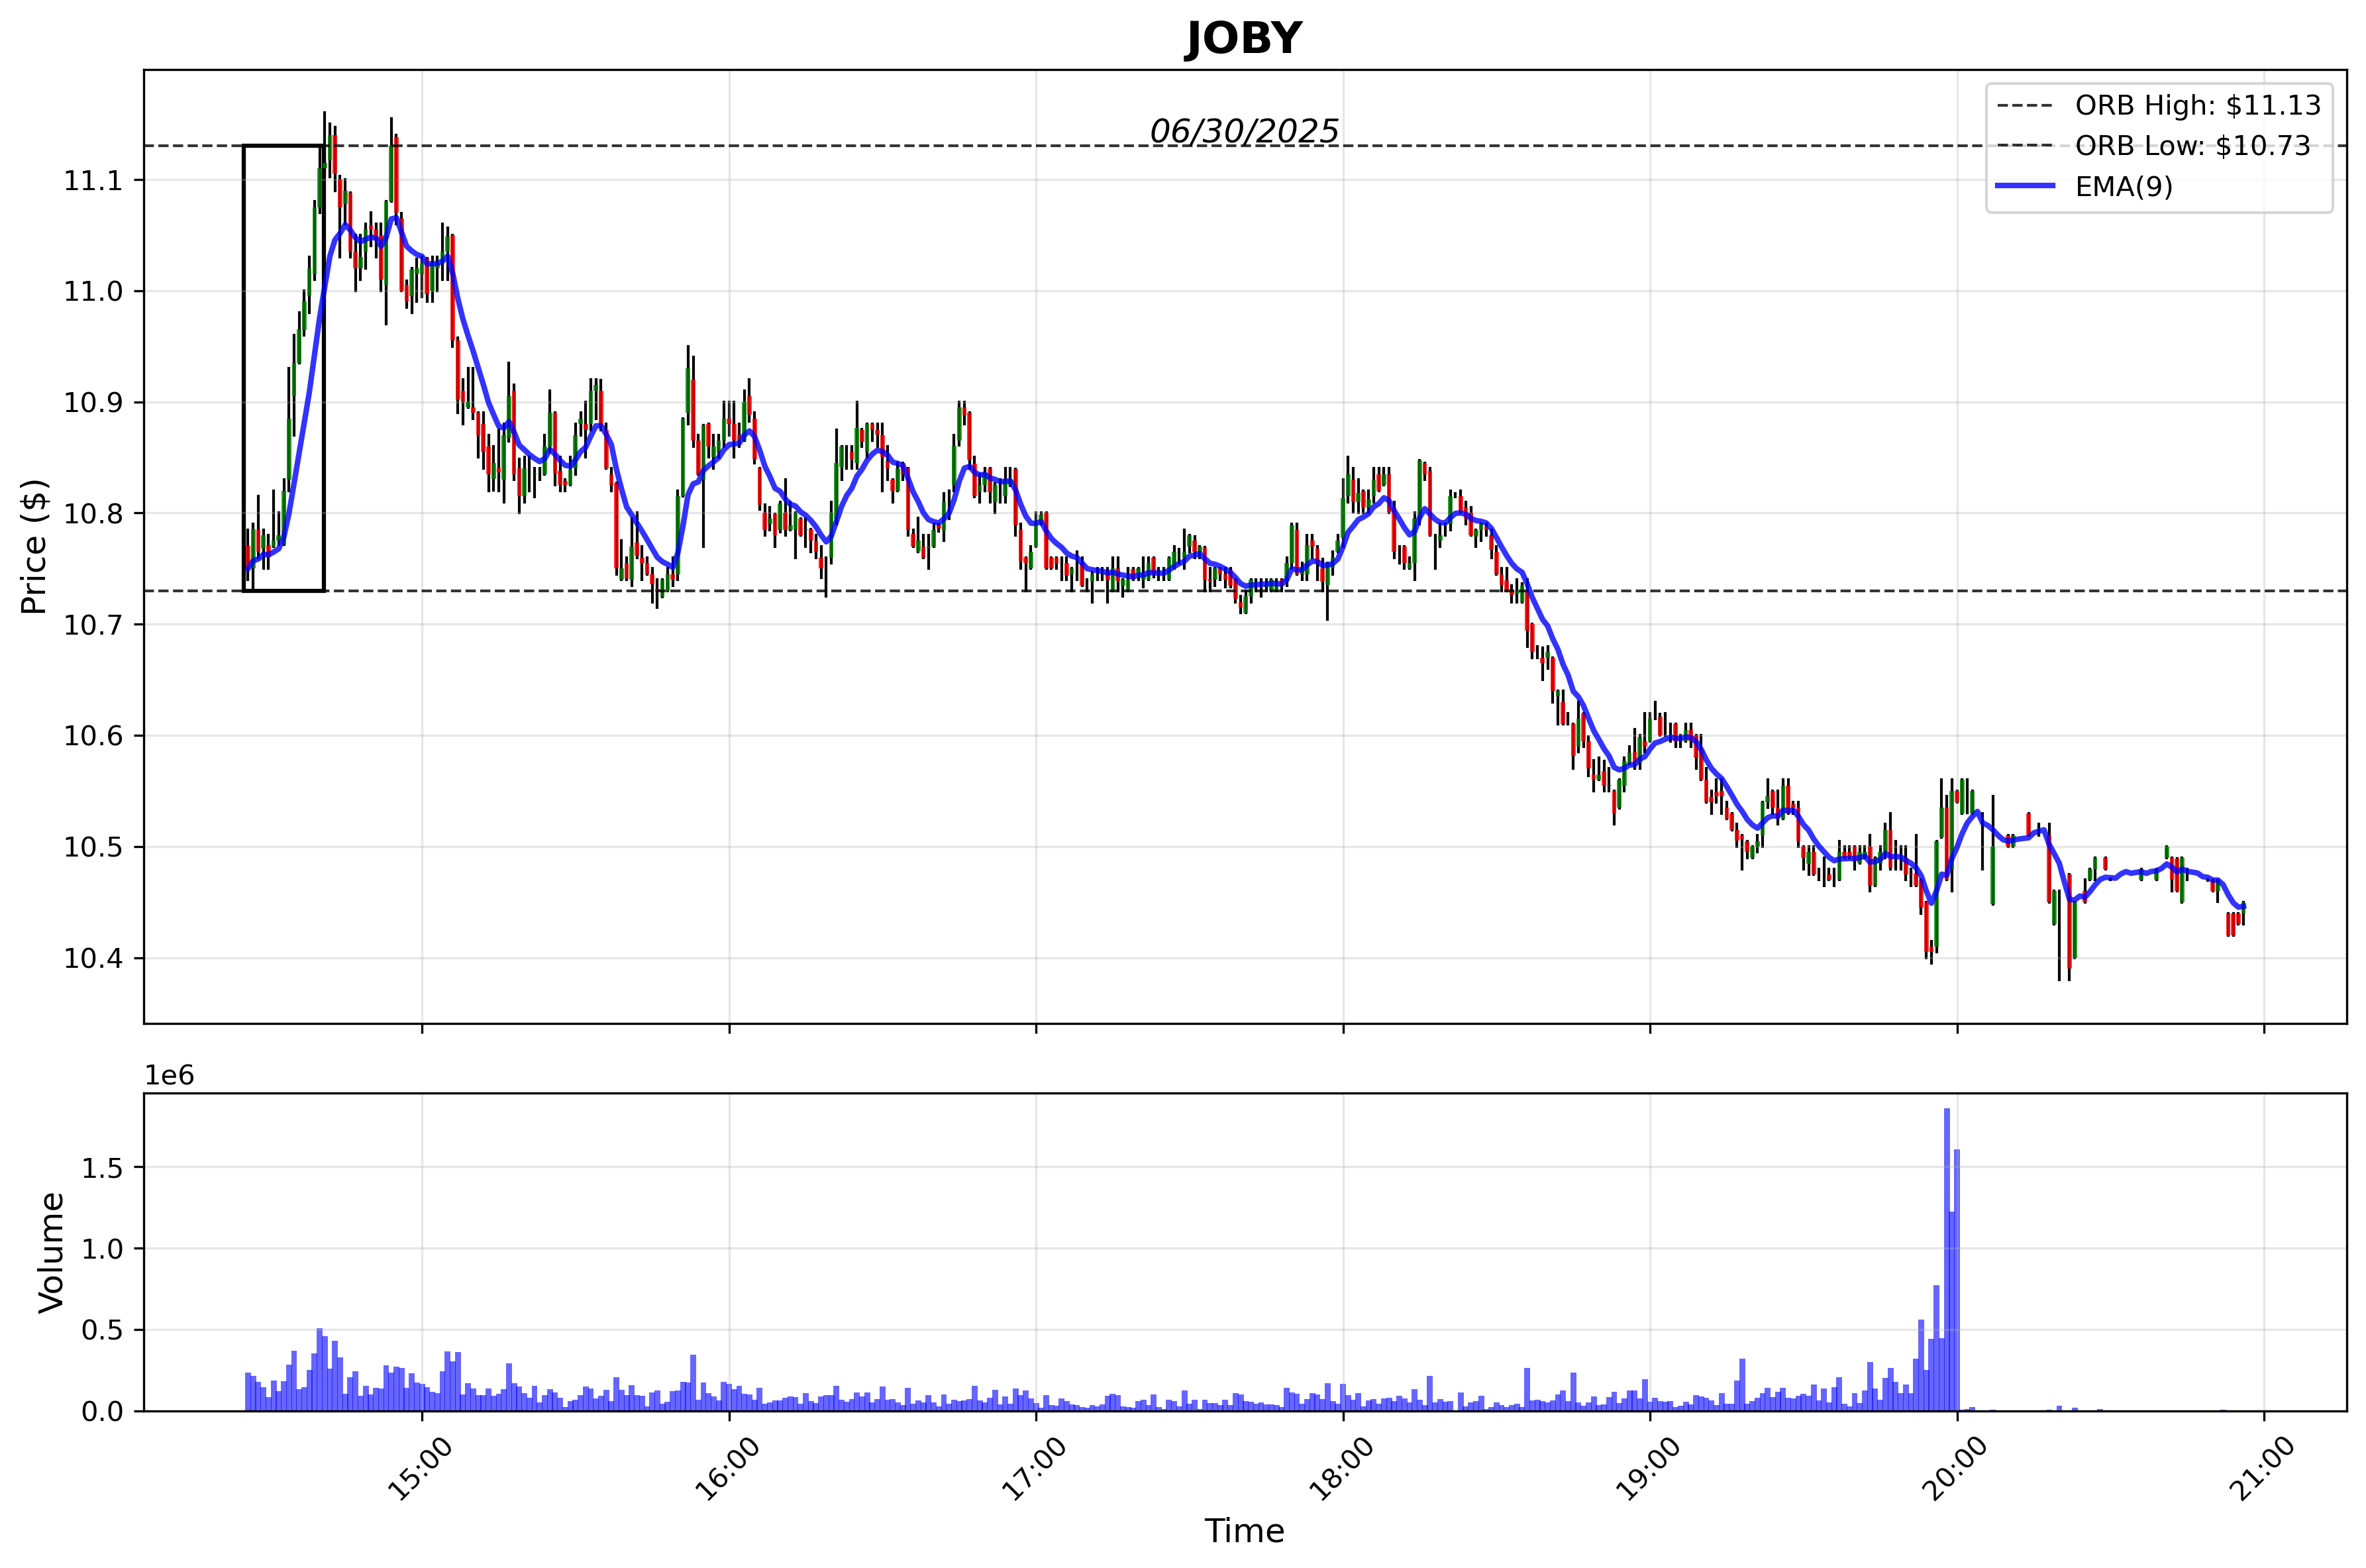 JOBY
06/30/2025
ORB High: $11.13
ORB Low: $10.73
EMA(9)
Price ($)
11.1
11.0
10.9
10.8
10.7
10.6
10.5
10.4
1e6
Volume
1.5
1.0
0.5
0.0
15:00
16:00
17:00
18:00
19:00
20:00
21:00
Time